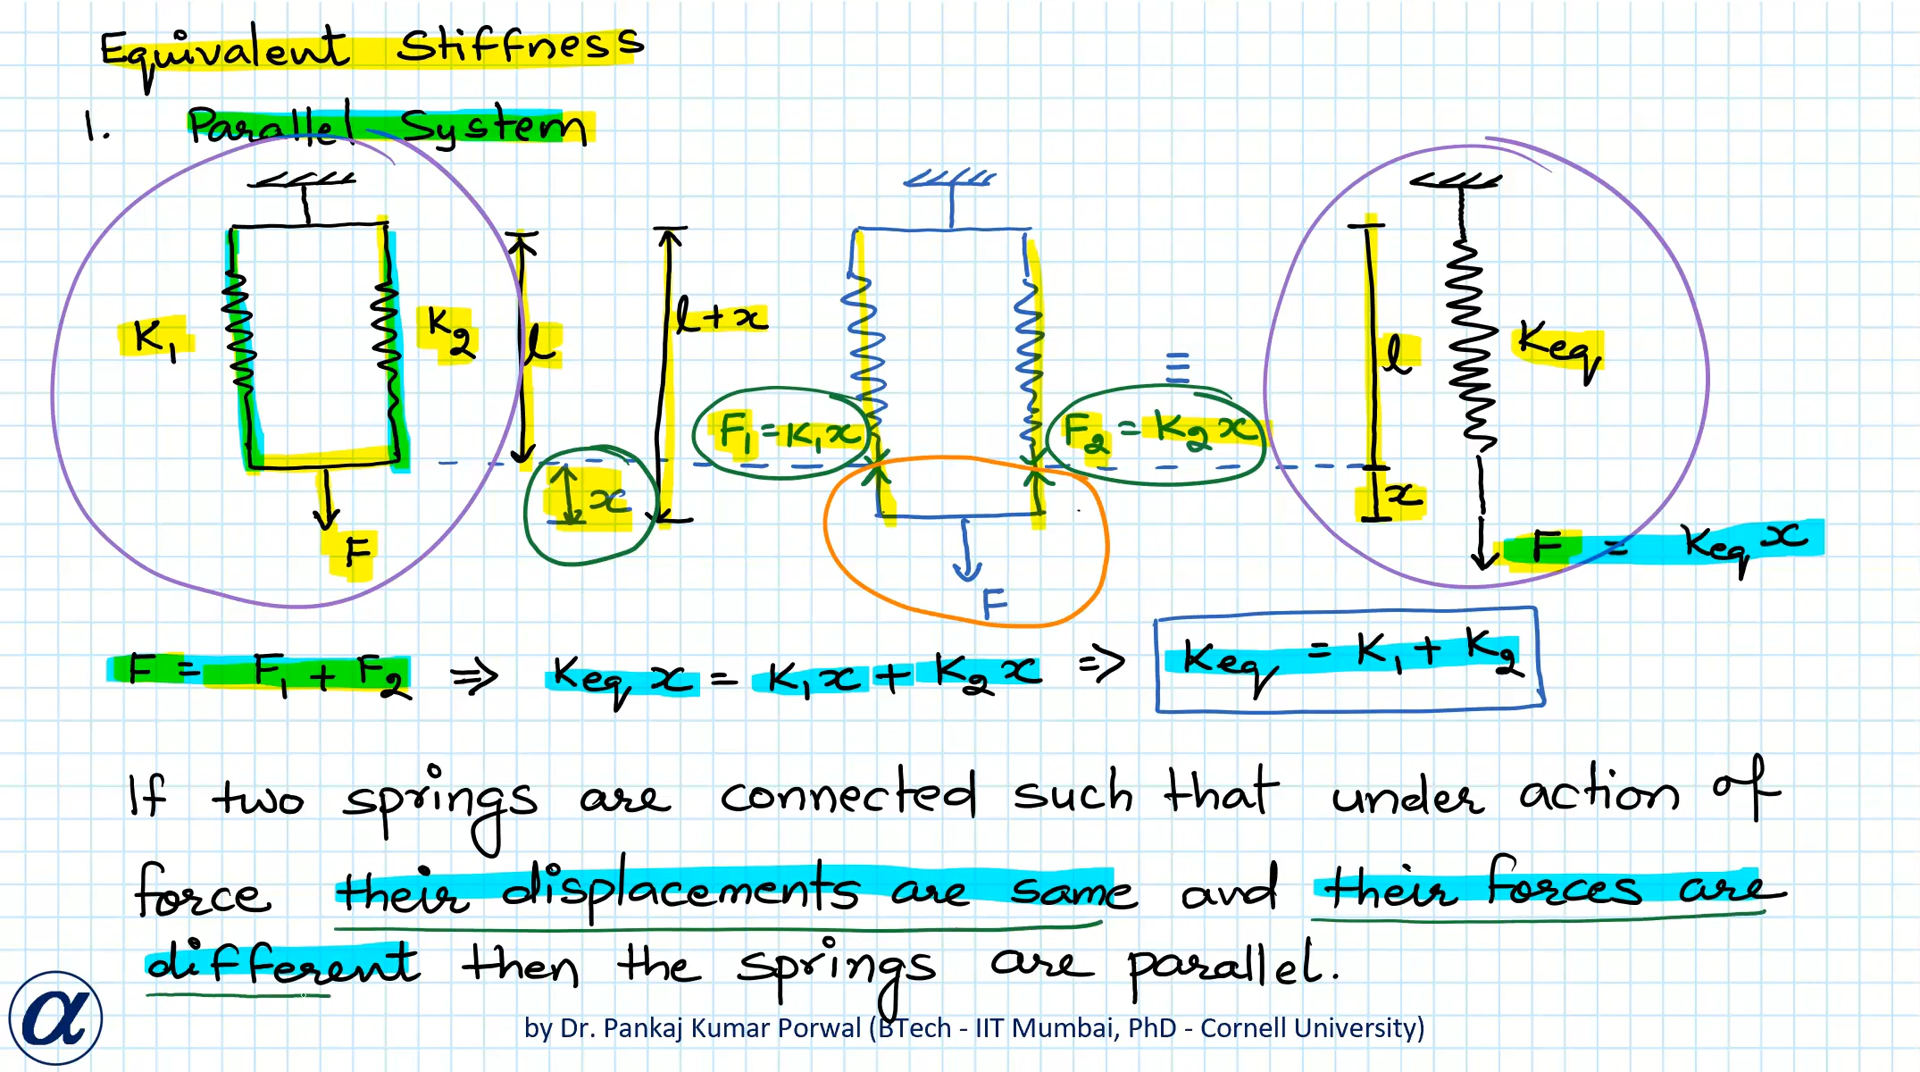 Equivalent Stiffness
1. Parallel System
K₁
K₂
l
l + x
x
F
F₁ = K₁x
F₂ = K₂x
F
≡
l
x
Keq
F = Keq x
F = F₁ + F₂ ⇒ Keq x = K₁x + K₂x ⇒ Keq = K₁ + K₂
If two springs are connected such that under action of
force their displacements are same and their forces are
different then the springs are parallel.
α
by Dr. Pankaj Kumar Porwal (BTech - IIT Mumbai, PhD - Cornell University)